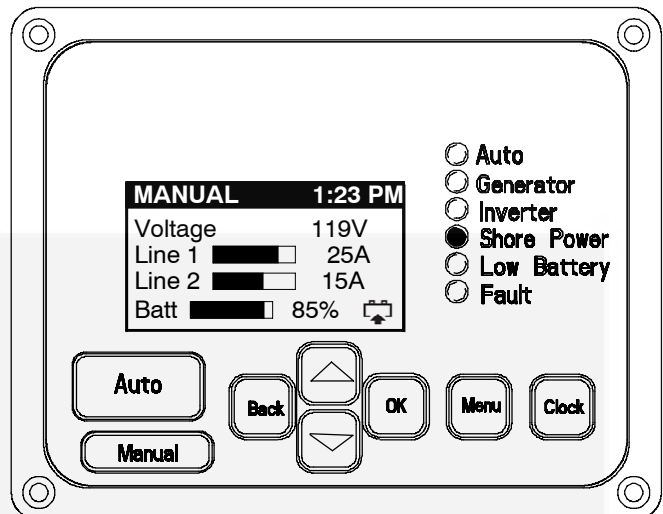 MANUAL 1:23 PM
Voltage 119V
Line 1 25A
Line 2 15A
Batt 85%
Auto
Generator
Inverter
Shore Power
Low Battery
Fault
Auto
Manual
Back
OK
Menu
Clock